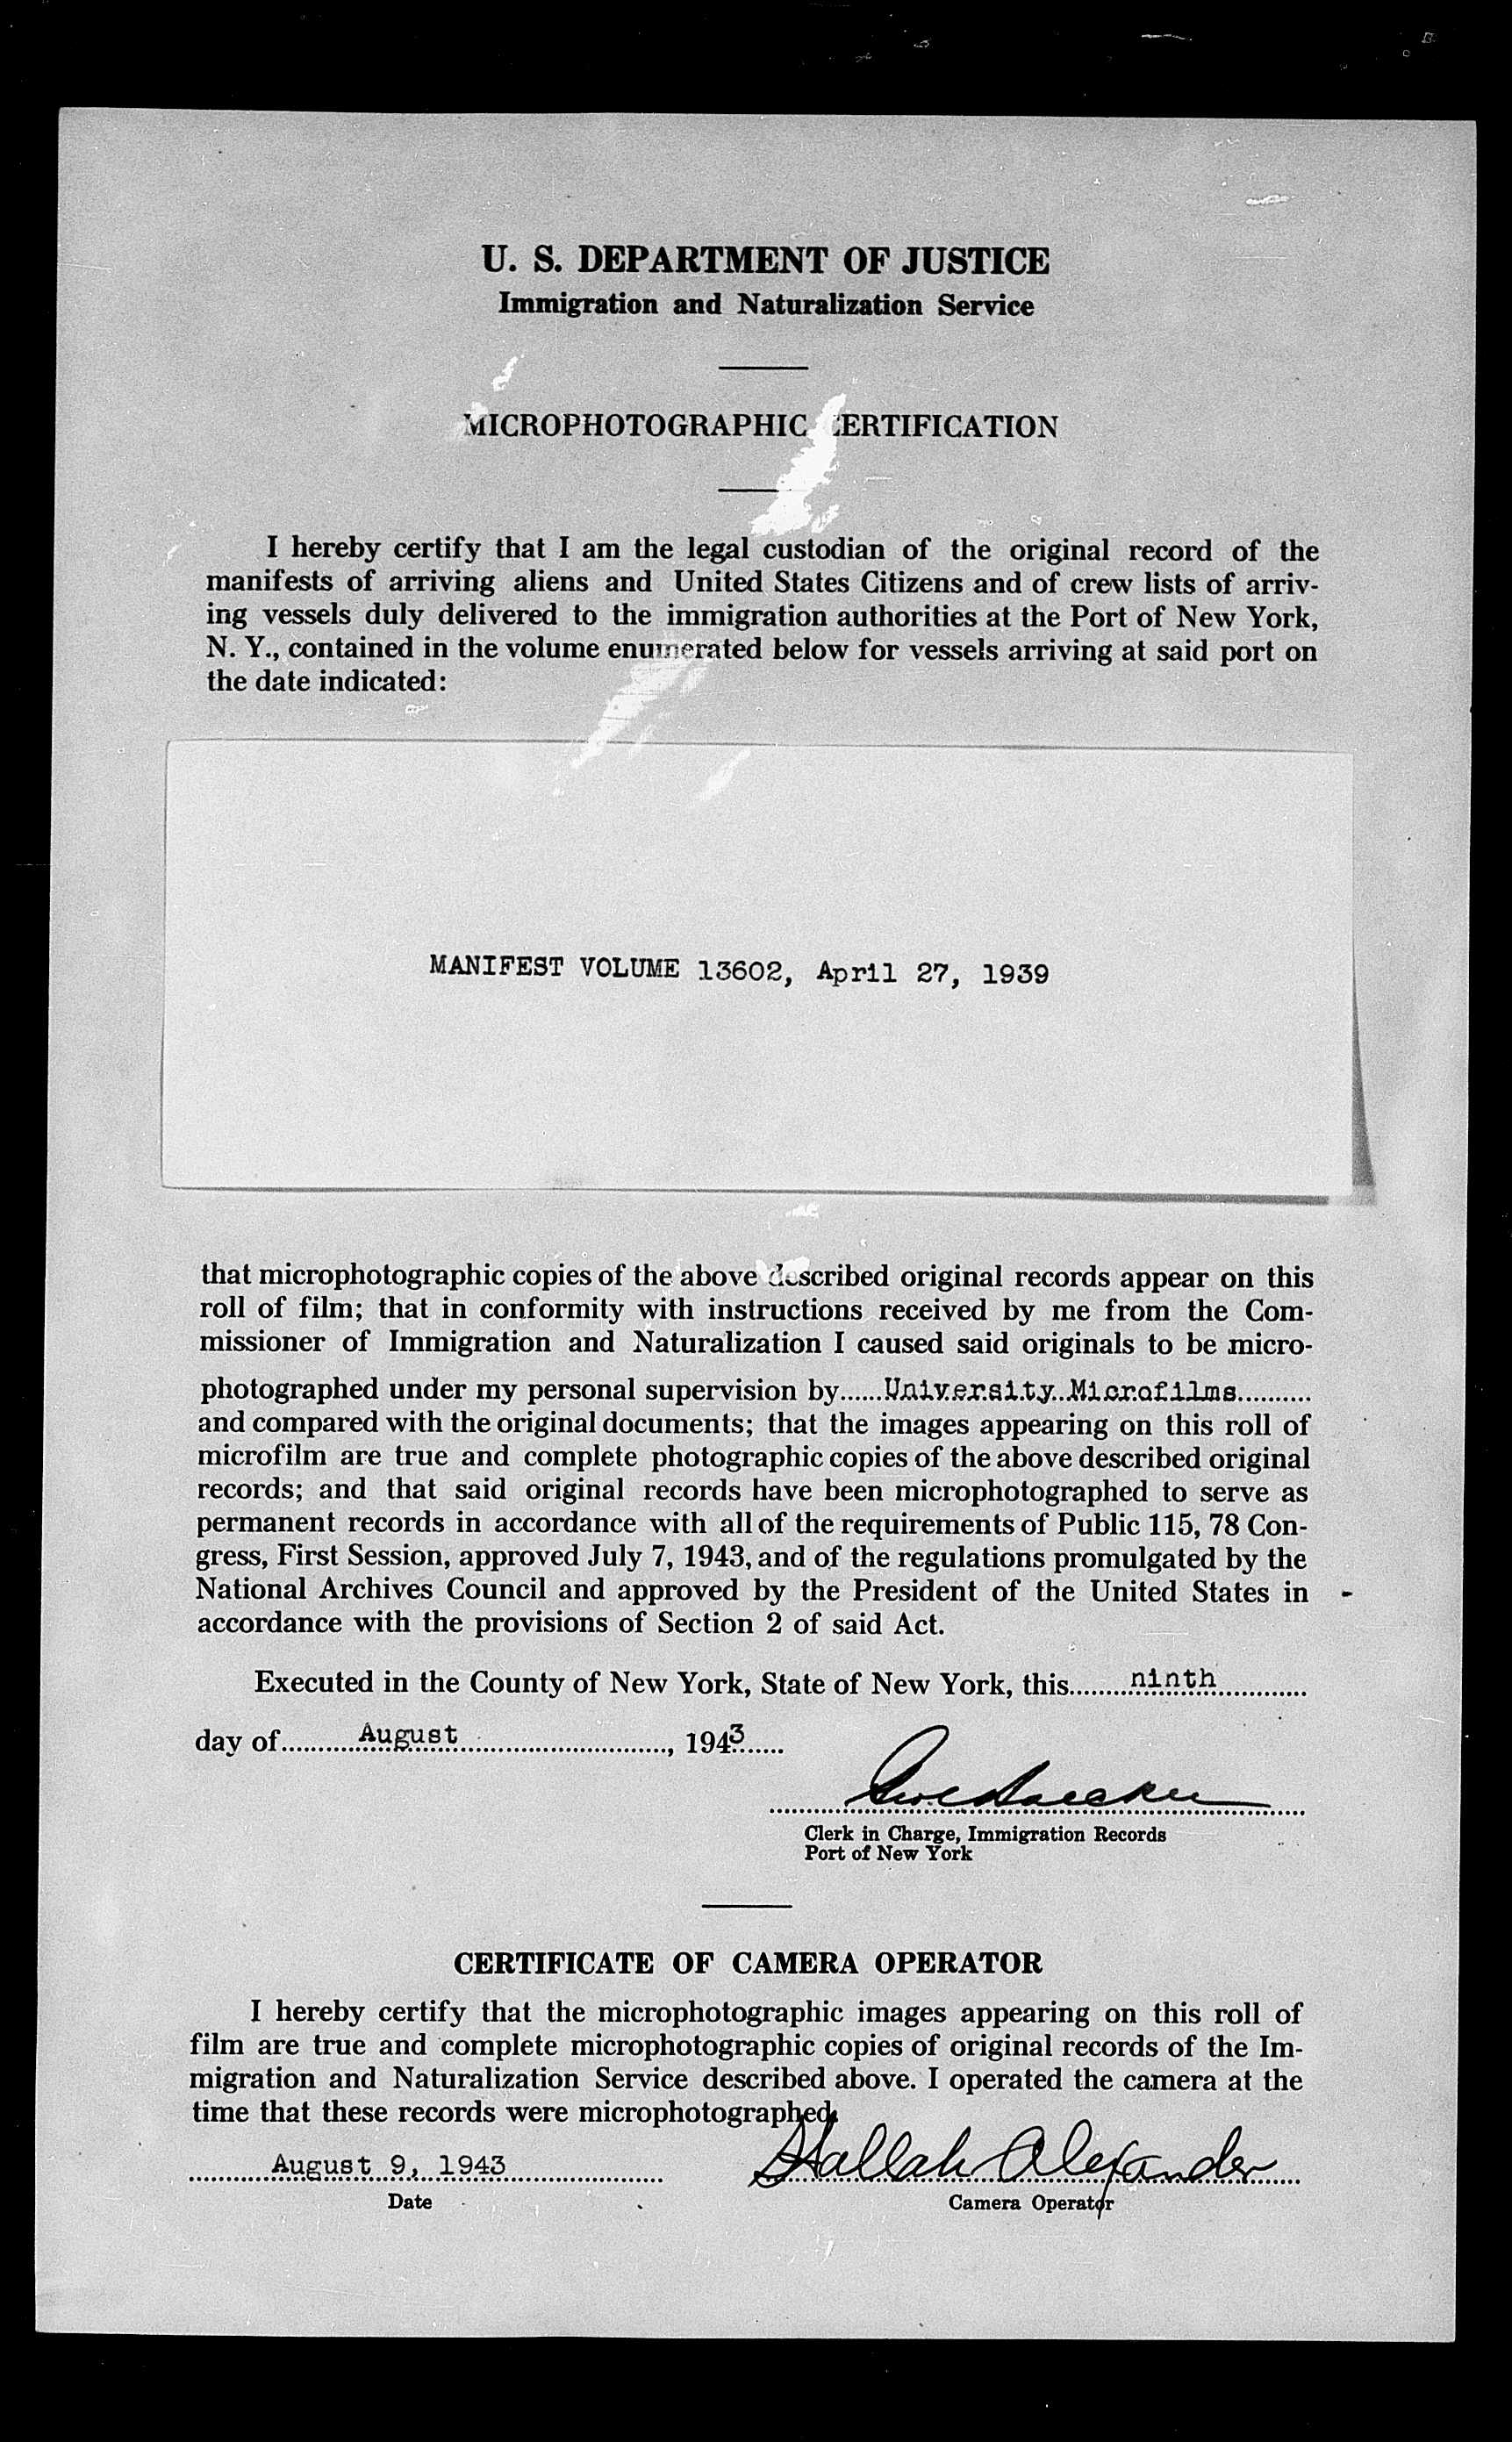 U. S. DEPARTMENT OF JUSTICE
Immigration and Naturalization Service
MICROPHOTOGRAPHIC CERTIFICATION
I hereby certify that I am the legal custodian of the original record of the
manifests of arriving aliens and United States Citizens and of crew lists of arriv-
ing vessels duly delivered to the immigration authorities at the Port of New York,
N. Y., contained in the volume enumerated below for vessels arriving at said port on
the date indicated:
MANIFEST VOLUME 13602, April 27, 1939
that microphotographic copies of the above described original records appear on this
roll of film; that in conformity with instructions received by me from the Com-
missioner of Immigration and Naturalization I caused said originals to be micro-
photographed under my personal supervision by......University Microfilms..........
and compared with the original documents; that the images appearing on this roll of
microfilm are true and complete photographic copies of the above described original
records; and that said original records have been microphotographed to serve as
permanent records in accordance with all of the requirements of Public 115, 78 Con-
gress, First Session, approved July 7, 1943, and of the regulations promulgated by the
National Archives Council and approved by the President of the United States in
accordance with the provisions of Section 2 of said Act.
Executed in the County of New York, State of New York, this.........ninth............
day of...........August............................, 1943......
Clerk in Charge, Immigration Records
Port of New York
CERTIFICATE OF CAMERA OPERATOR
I hereby certify that the microphotographic images appearing on this roll of
film are true and complete microphotographic copies of original records of the Im-
migration and Naturalization Service described above. I operated the camera at the
time that these records were microphotographed.
August 9, 1943 Hallah Alexander
Date Camera Operator